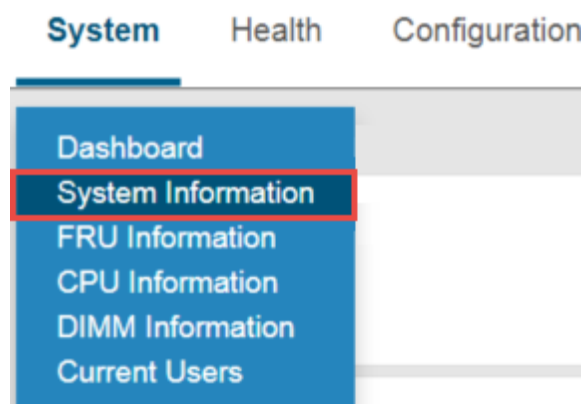 System Health Configuration
Dashboard
System Information
FRU Information
CPU Information
DIMM Information
Current Users